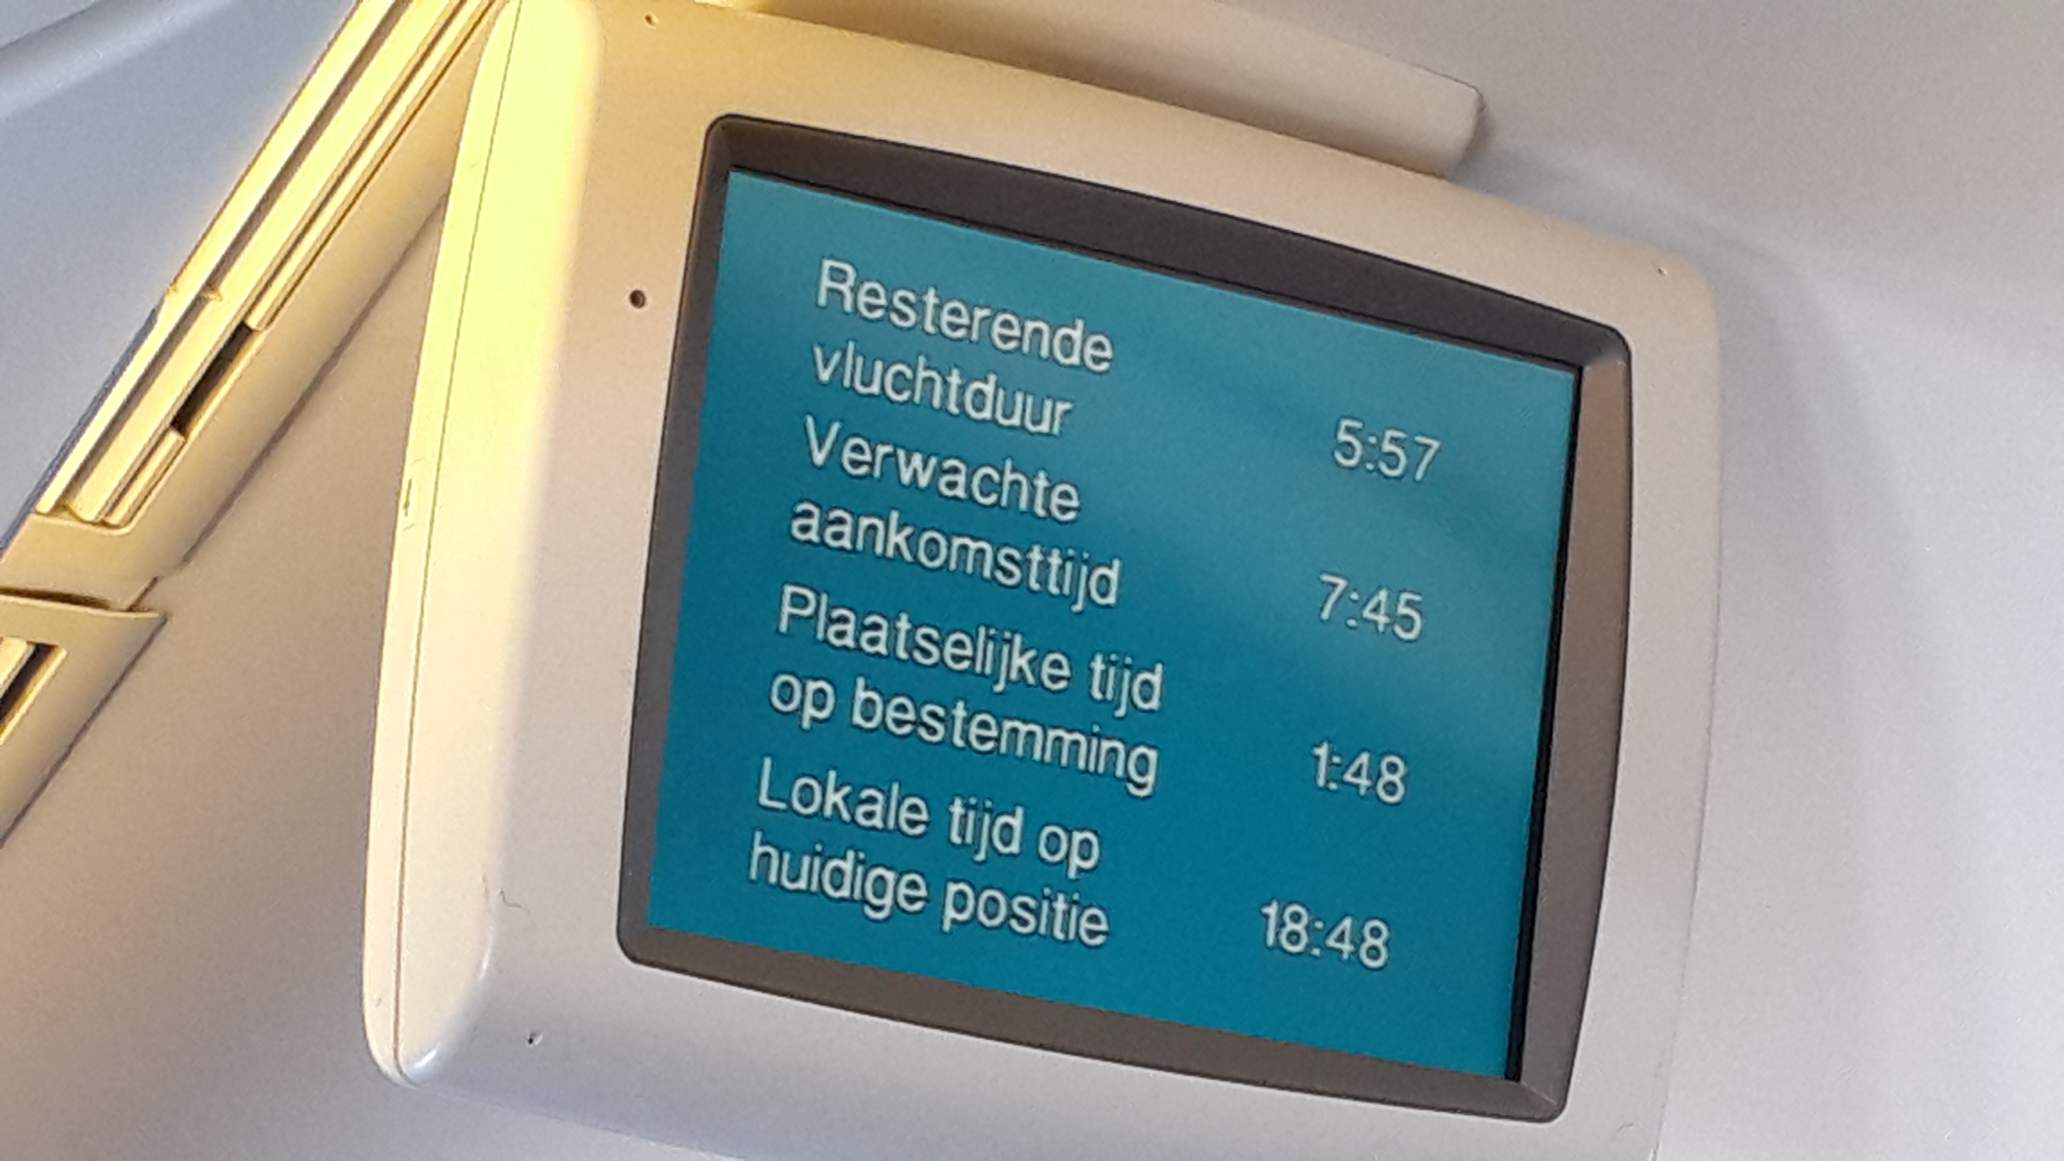 Resterende
vluchtduur 5:57
Verwachte
aankomsttijd 7:45
Plaatselijke tijd
op bestemming 1:48
Lokale tijd op
huidige positie 18:48